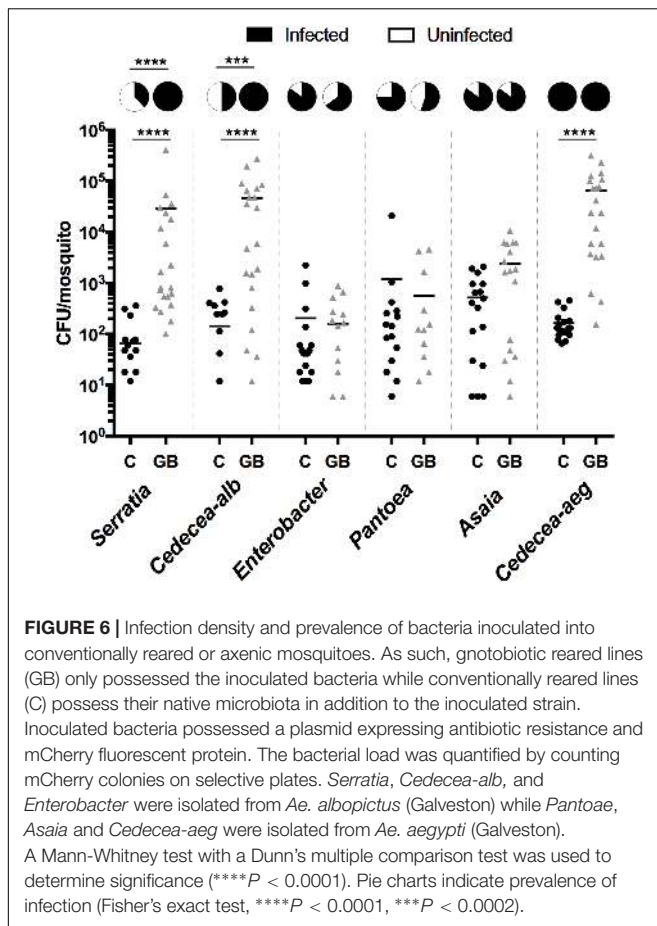 Infected Uninfected
**** ***
**** **** ****
CFU/mosquito
10⁶
10⁵
10⁴
10³
10²
10¹
10⁰
C GB C GB C GB C GB C GB C GB
Serratia Cedecea-alb Enterobacter Pantoea Asaia Cedecea-aeg
FIGURE 6 | Infection density and prevalence of bacteria inoculated into
conventionally reared or axenic mosquitoes. As such, gnotobiotic reared lines
(GB) only possessed the inoculated bacteria while conventionally reared lines
(C) possess their native microbiota in addition to the inoculated strain.
Inoculated bacteria possessed a plasmid expressing antibiotic resistance and
mCherry fluorescent protein. The bacterial load was quantified by counting
mCherry colonies on selective plates. Serratia, Cedecea-alb, and
Enterobacter were isolated from Ae. albopictus (Galveston) while Pantoae,
Asaia and Cedecea-aeg were isolated from Ae. aegypti (Galveston).
A Mann-Whitney test with a Dunn's multiple comparison test was used to
determine significance (****P < 0.0001). Pie charts indicate prevalence of
infection (Fisher's exact test, ****P < 0.0001, ***P < 0.0002).